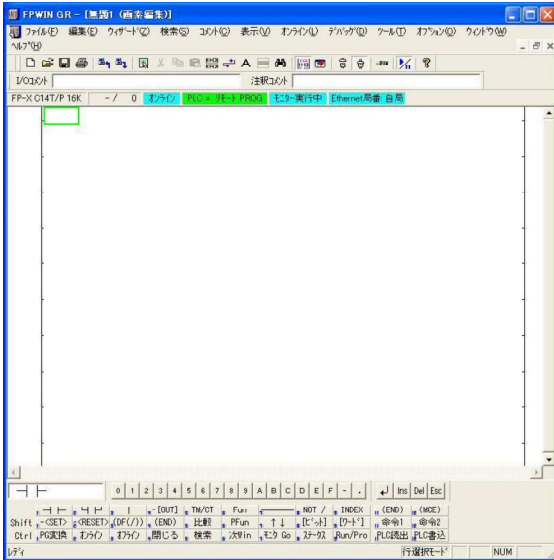 FPWIN GR - [無題1 (画素編集)]
ファイル(F) 編集(E) ウィザード(Z) 検索(S) コメント(C) 表示(V) オンライン(L) デバッグ(D) ツール(T) オプション(O) ウィンドウ(W)
ヘルプ(H)
I/Oコメント 注釈コメント
FP-X C14T/P 16K - / 0 オンライン PLC = リモート PROG モニター実行中 Ethernet局番 自局
0 1 2 3 4 5 6 7 8 9 A B C D E F - . Ins Del Esc
-[OUT] TM/CT Fun NOT / INDEX (END) (MCE)
Shift -<SET> <RESET> (DF(/)) (END) 比較 PFun ↑↓ [ビット] [ワード] 命令1 命令2
Ctrl PG変換 オンライン オフライン 閉じる 検索 次Win モニタ Go ステータス Run/Pro PLC読出 PLC書込
レディ 行選択モード NUM